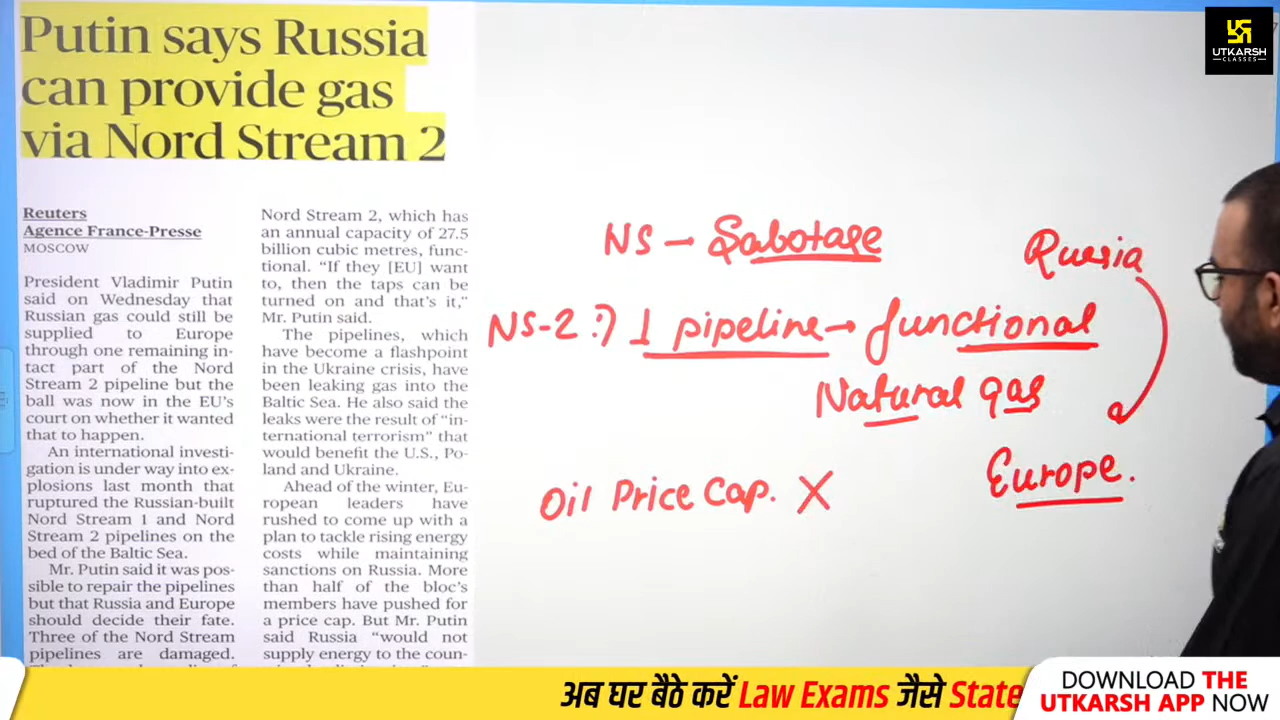 Putin says Russia
can provide gas
via Nord Stream 2
Reuters
Agence France-Presse
MOSCOW
President Vladimir Putin
said on Wednesday that
Russian gas could still be
supplied to Europe
through one remaining in-
tact part of the Nord
Stream 2 pipeline but the
ball was now in the EU's
court on whether it wanted
that to happen.
An international investi-
gation is under way into ex-
plosions last month that
ruptured the Russian-built
Nord Stream 1 and Nord
Stream 2 pipelines on the
bed of the Baltic Sea.
Mr. Putin said it was pos-
sible to repair the pipelines
but that Russia and Europe
should decide their fate.
Three of the Nord Stream
pipelines are damaged.
Nord Stream 2, which has
an annual capacity of 27.5
billion cubic metres, func-
tional. “If they [EU] want
to, then the taps can be
turned on and that's it,”
Mr. Putin said.
The pipelines, which
have become a flashpoint
in the Ukraine crisis, have
been leaking gas into the
Baltic Sea. He also said the
leaks were the result of “in-
ternational terrorism” that
would benefit the U.S., Po-
land and Ukraine.
Ahead of the winter, Eu-
ropean leaders have
rushed to come up with a
plan to tackle rising energy
costs while maintaining
sanctions on Russia. More
than half of the bloc's
members have pushed for
a price cap. But Mr. Putin
said Russia “would not
supply energy to the coun-
NS - Sabotage
NS-2 :) 1 pipeline → functional
Natural gas
Oil Price Cap. X
Russia
Europe.
UTKARSH
CLASSES
अब घर बैठे करें Law Exams जैसे State
DOWNLOAD THE
UTKARSH APP NOW